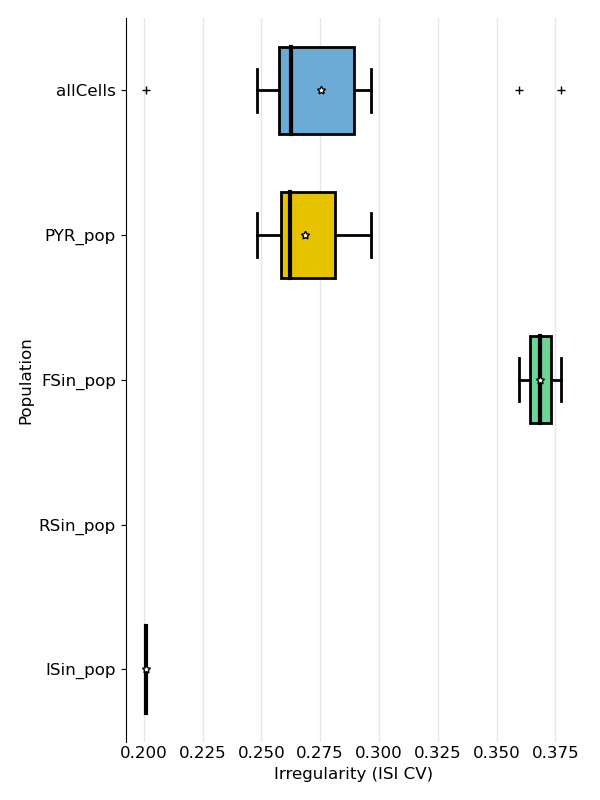 allCells
PYR_pop
FSin_pop
RSin_pop
ISin_pop
Population
0.200 0.225 0.250 0.275 0.300 0.325 0.350 0.375
Irregularity (ISI CV)